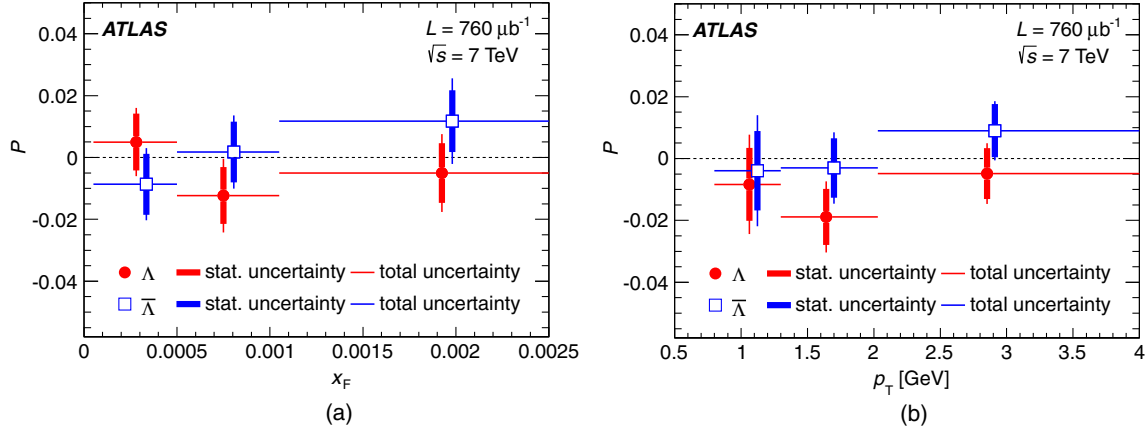 ATLAS
L = 760 μb-1
√s = 7 TeV
P
0.04
0.02
0
-0.02
-0.04
Λ stat. uncertainty total uncertainty
Λ̅ stat. uncertainty total uncertainty
0 0.0005 0.001 0.0015 0.002 0.0025
xF
(a)
ATLAS
L = 760 μb-1
√s = 7 TeV
P
0.04
0.02
0
-0.02
-0.04
Λ stat. uncertainty total uncertainty
Λ̅ stat. uncertainty total uncertainty
0.5 1 1.5 2 2.5 3 3.5 4
pT [GeV]
(b)